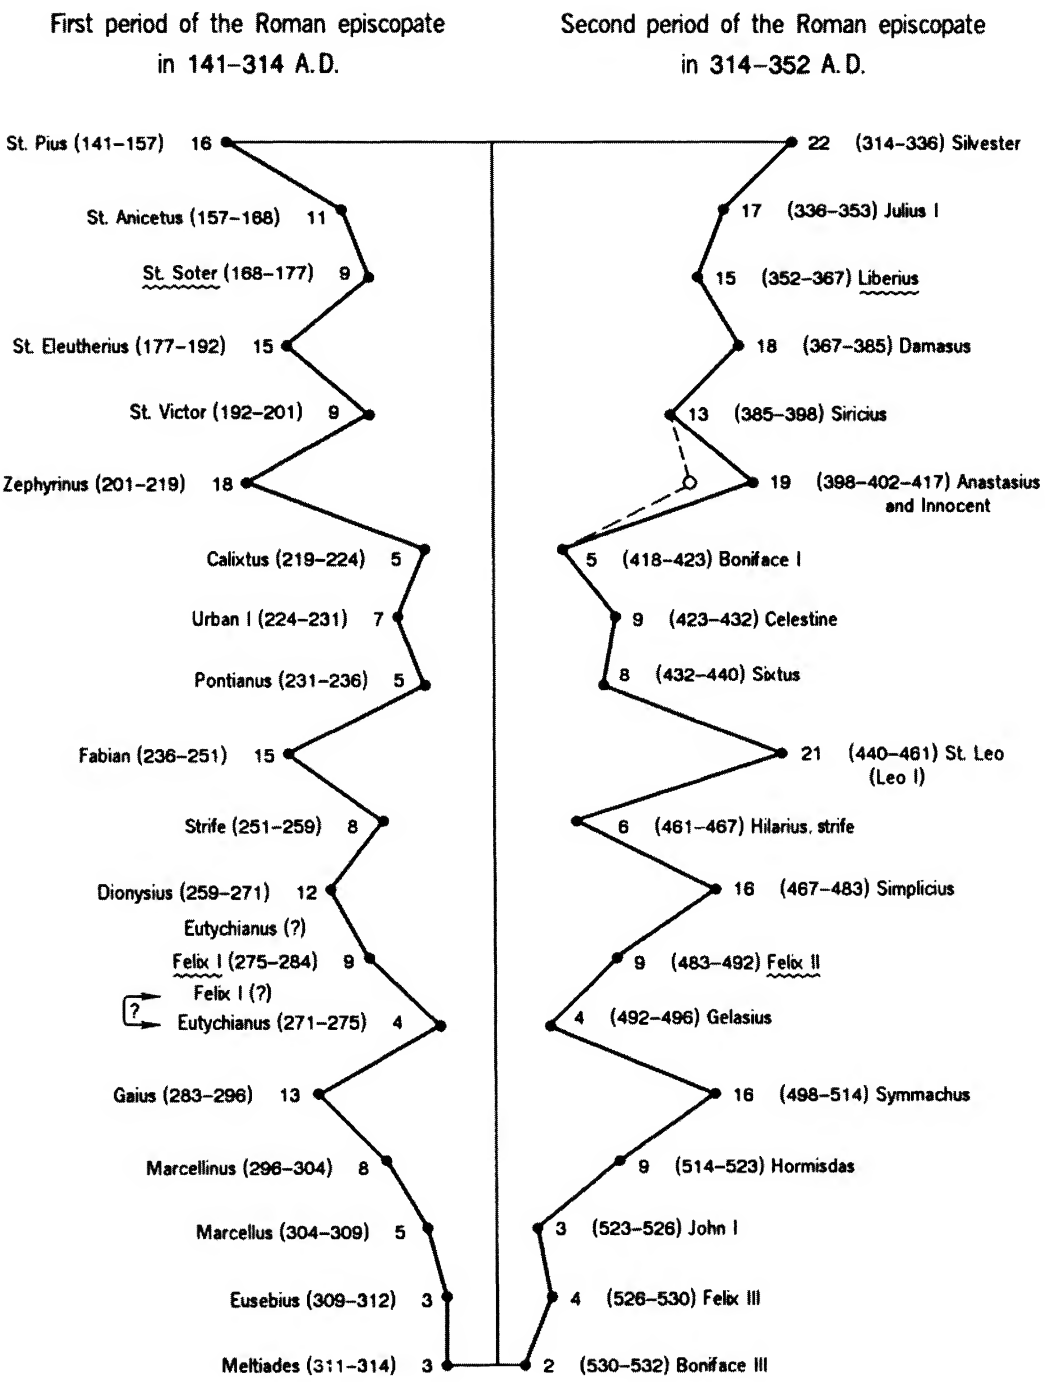 First period of the Roman episcopate
in 141–314 A.D.
Second period of the Roman episcopate
in 314–352 A.D.
St. Pius (141–157) 16
22 (314–336) Silvester
St. Anicetus (157–168) 11
17 (336–353) Julius I
St. Soter (168–177) 9
15 (352–367) Liberius
St. Eleutherius (177–192) 15
18 (367–385) Damasus
St. Victor (192–201) 9
13 (385–398) Siricius
Zephyrinus (201–219) 18
19 (398–402–417) Anastasius
and Innocent
Calixtus (219–224) 5
5 (418–423) Boniface I
Urban I (224–231) 7
9 (423–432) Celestine
Pontianus (231–236) 5
8 (432–440) Sixtus
Fabian (236–251) 15
21 (440–461) St. Leo
(Leo I)
Strife (251–259) 8
6 (461–467) Hilarius, strife
Dionysius (259–271) 12
16 (467–483) Simplicius
Eutychianus (?)
Felix I (275–284) 9
9 (483–492) Felix II
Felix I (?)
?
Eutychianus (271–275) 4
4 (492–496) Gelasius
Gaius (283–296) 13
16 (498–514) Symmachus
Marcellinus (296–304) 8
9 (514–523) Hormisdas
Marcellus (304–309) 5
3 (523–526) John I
Eusebius (309–312) 3
4 (526–530) Felix III
Meltiades (311–314) 3
2 (530–532) Boniface III